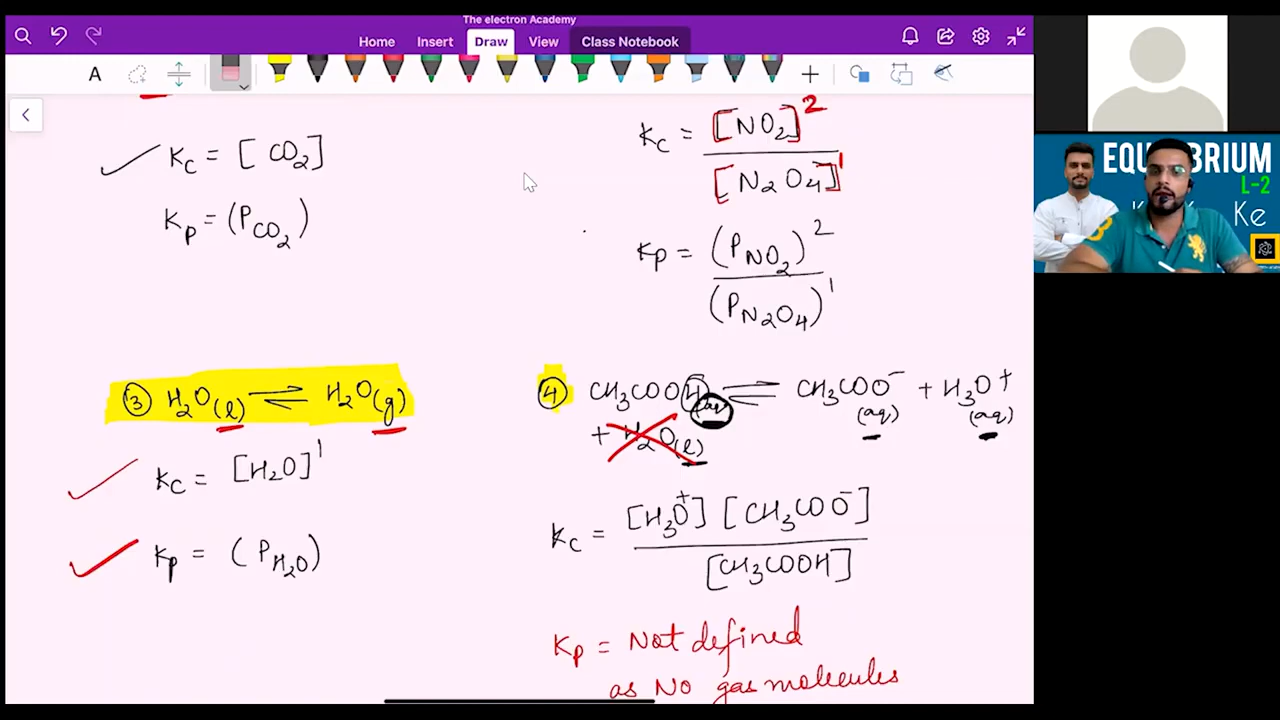 The electron Academy
Home Insert Draw View Class Notebook
A
Kc = [CO2]
Kp = (PCO2)
Kc = [NO2]²
[N2O4]¹
Kp = (PNO2)²
(PN2O4)¹
③ H2O(l) ⇌ H2O(g)
Kc = [H2O]¹
Kp = (PH2O)
④ CH3COOH(aq) ⇌ CH3COO⁻(aq) + H3O⁺(aq)
+ H2O(l)
Kc = [H3O⁺] [CH3COO⁻]
[CH3COOH]
Kp = Not defined
as No gas molecules
L-2
Ke